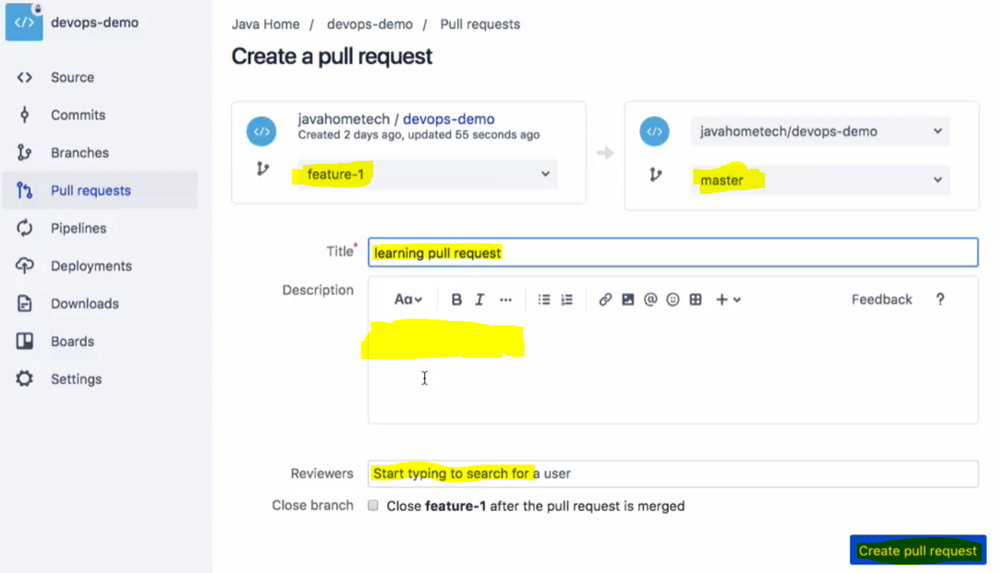 devops-demo
Source
Commits
Branches
Pull requests
Pipelines
Deployments
Downloads
Boards
Settings
Java Home / devops-demo / Pull requests
Create a pull request
javahometech / devops-demo
Created 2 days ago, updated 55 seconds ago
feature-1
javahometech/devops-demo
master
Title* learning pull request
Description
Aa B I ... @ + Feedback ?
Reviewers Start typing to search for a user
Close branch Close feature-1 after the pull request is merged
Create pull request